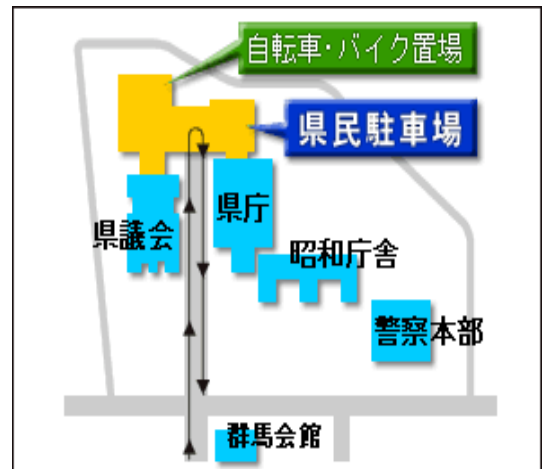 自転車・バイク置場
県民駐車場
県庁
県議会
昭和庁舎
警察本部
群馬会館